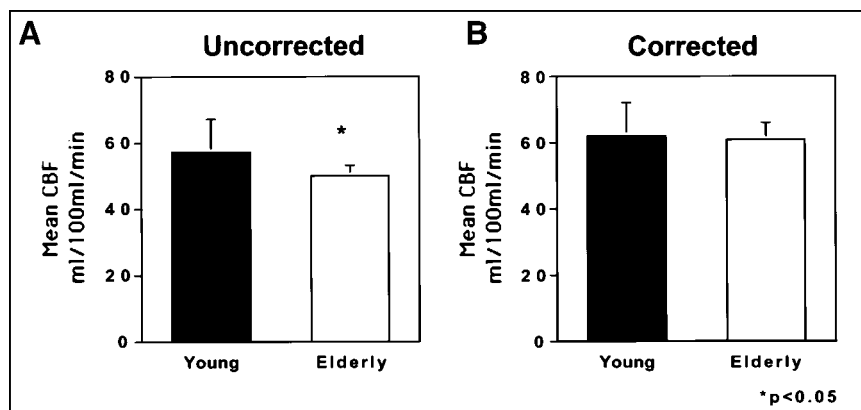 A
Uncorrected
Mean CBF
ml/100ml/min
80
60
40
20
0
*
Young
Elderly
B
Corrected
Mean CBF
ml/100ml/min
80
60
40
20
0
Young
Elderly
*p<0.05